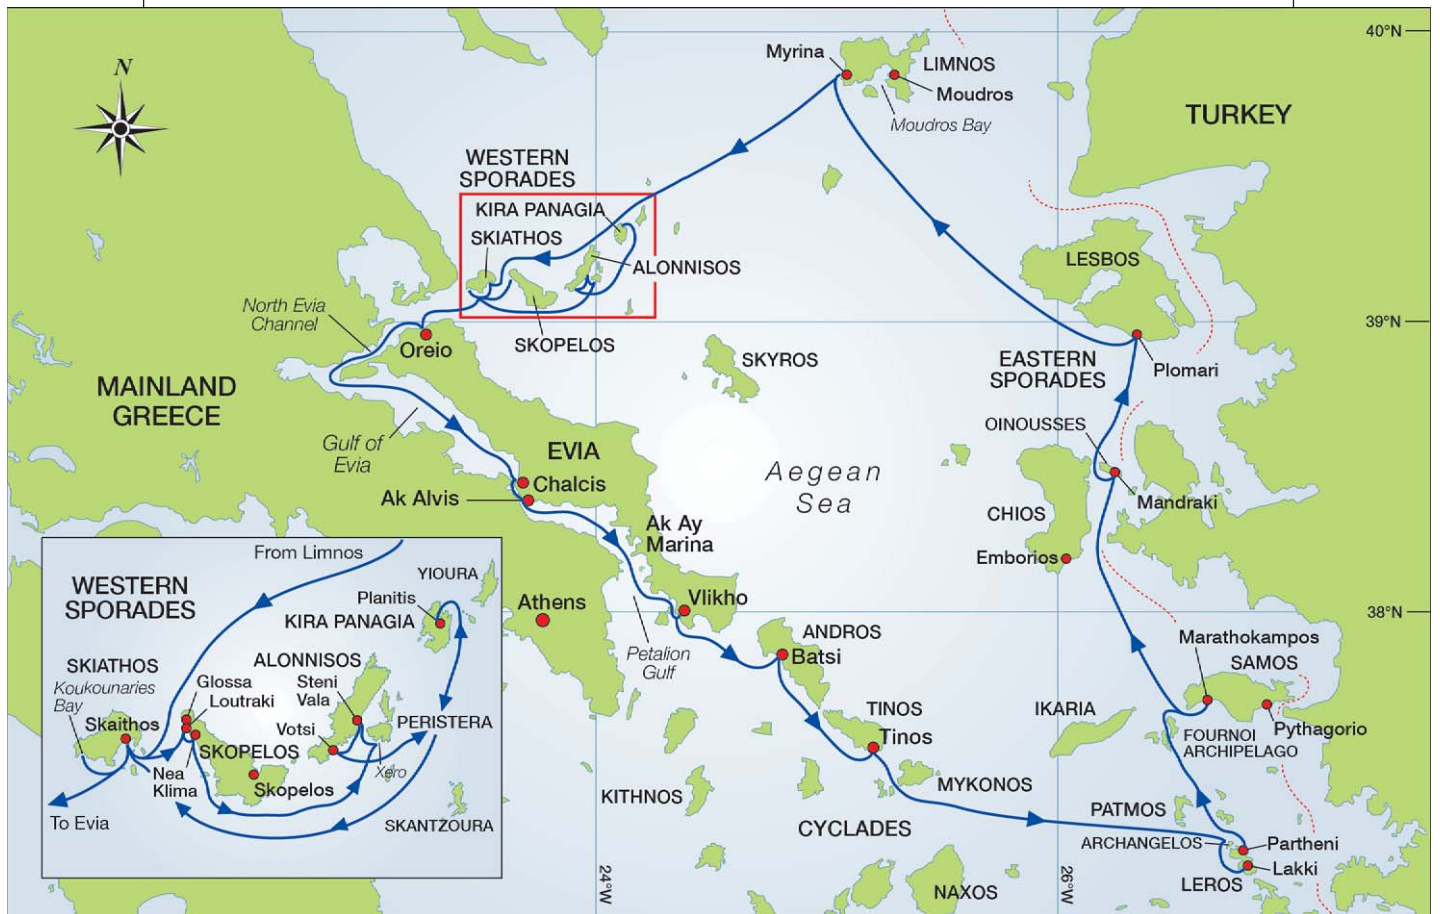 40°N
N
Myrina
LIMNOS
Moudros
Moudros Bay
TURKEY
WESTERN
SPORADES
KIRA PANAGIA
SKIATHOS
ALONNISOS
LESBOS
North Evia
Channel
39°N
Oreio
SKOPELOS
SKYROS
EASTERN
SPORADES
Plomari
MAINLAND
GREECE
OINOUSSES
Gulf of
Evia
EVIA
Chalcis
Aegean
Sea
Ak Alvis
Mandraki
CHIOS
Ak Ay
Marina
Emborios
38°N
Athens
Vlikho
Petalion
Gulf
ANDROS
Batsi
Marathokampos
SAMOS
TINOS
Tinos
IKARIA
Pythagorio
FOURNOI
ARCHIPELAGO
MYKONOS
KITHNOS
CYCLADES
PATMOS
ARCHANGELOS
Partheni
Lakki
LEROS
NAXOS
24°W
26°W
From Limnos
WESTERN
SPORADES
YIOURA
Planitis
KIRA PANAGIA
SKIATHOS
Koukounaries
Bay
ALONNISOS
Glossa
Steni
Vala
Loutraki
Skaithos
Votsi
PERISTERA
SKOPELOS
Nea
Klima
Xero
Skopelos
To Evia
SKANTZOURA